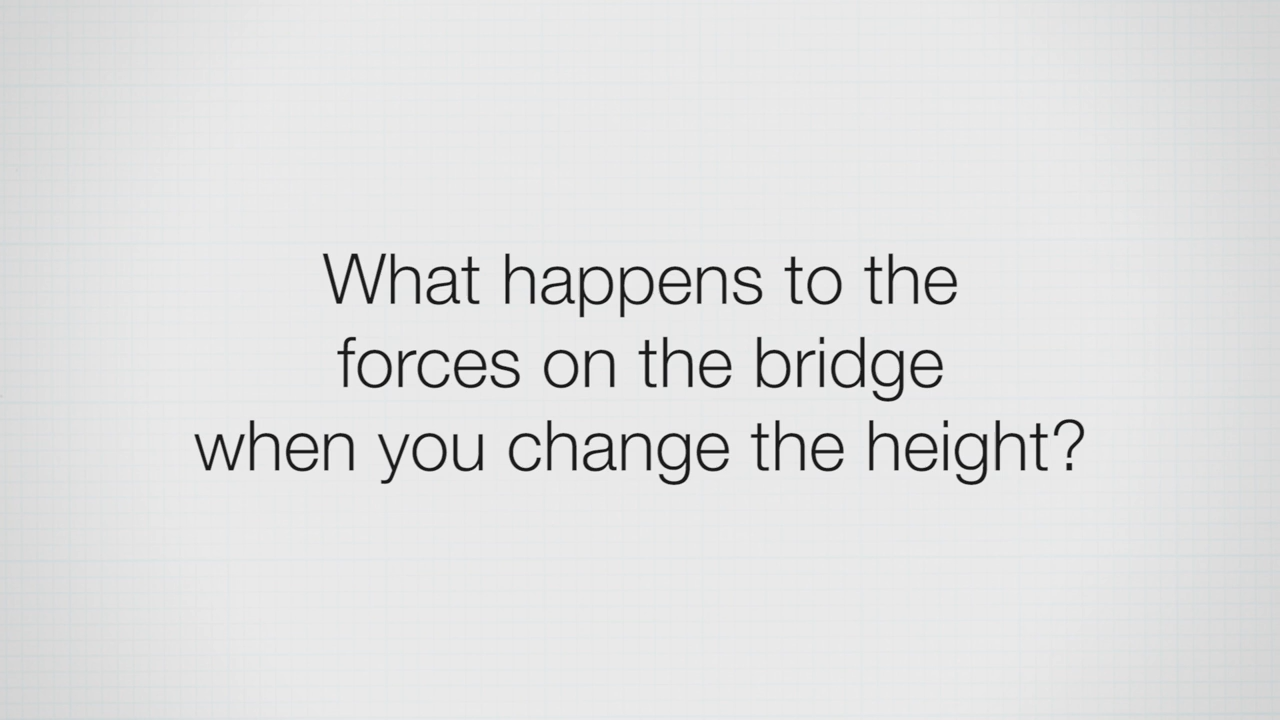 What happens to the
forces on the bridge
when you change the height?